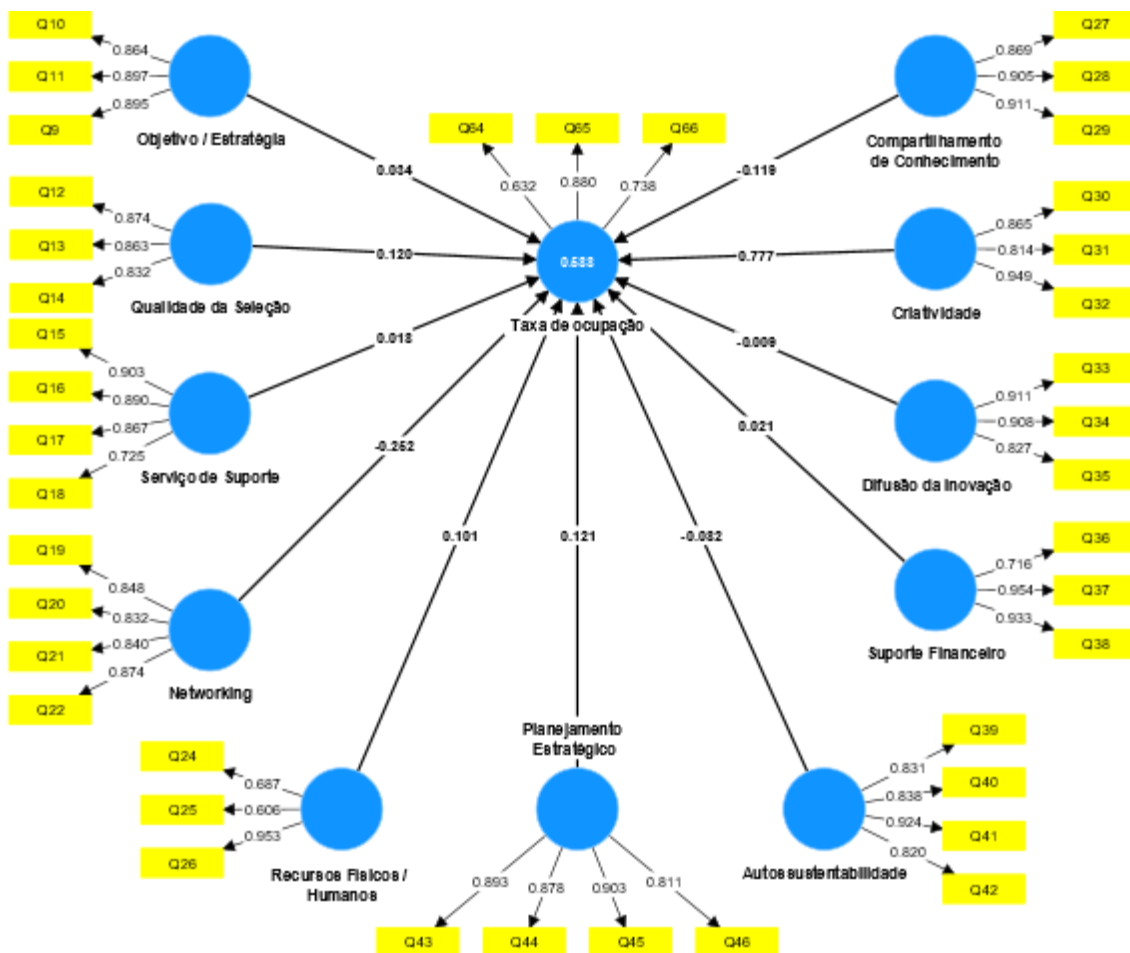 Q10
Q11
Q9
0.864
0.897
0.895
Objetivo / Estratégia
0.034
Q12
Q13
Q14
0.874
0.863
0.832
Qualidade da Seleção
0.120
Q15
Q16
Q17
Q18
0.903
0.890
0.867
0.725
Serviço de Suporte
Q19
Q20
Q21
Q22
0.848
0.832
0.840
0.874
Networking
-0.252
Q24
Q25
Q26
0.687
0.606
0.953
Recursos Físicos /
Humanos
0.101
Q64
Q65
Q66
0.632
0.880
0.738
Taxa de ocupação
Planejamento
Estratégico
0.121
0.893
0.878
0.903
0.811
Q43
Q44
Q45
Q46
Q27
Q28
Q29
0.869
0.905
0.911
Compartilhamento
de Conhecimento
-0.119
Q30
Q31
Q32
0.865
0.814
0.949
Criatividade
0.777
Q33
Q34
Q35
0.911
0.908
0.827
Difusão da Inovação
-0.009
Q36
Q37
Q38
0.716
0.954
0.933
Suporte Financeiro
0.021
Q39
Q40
Q41
Q42
0.831
0.838
0.924
0.820
Autossustentabilidade
-0.082